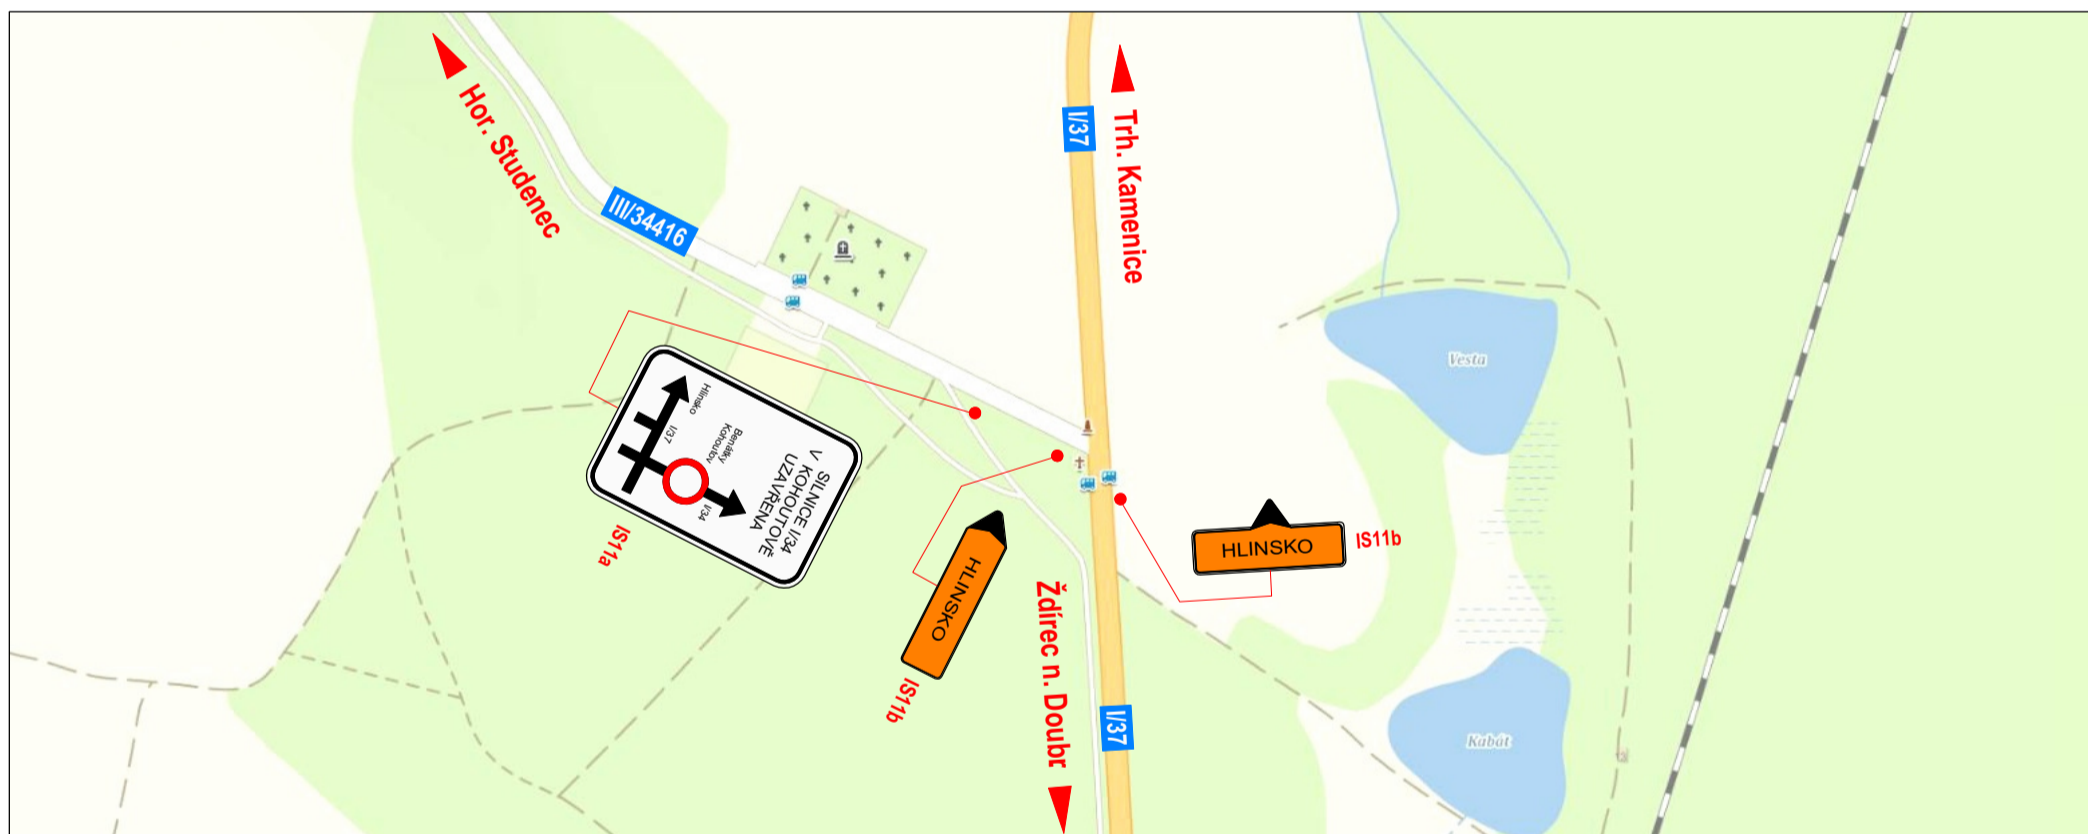 Hor. Studenec
III/34416
I/37
Trh. Kamenice
Vesta
Hlinsko
I/37
Benátky
Kohoutov
I/34
SILNICE I/34
V KOHOUTOVĚ
UZAVŘENA
IS11a
HLINSKO
IS11b
HLINSKO
IS11b
Ždírec n. Doubr
I/37
Kabát